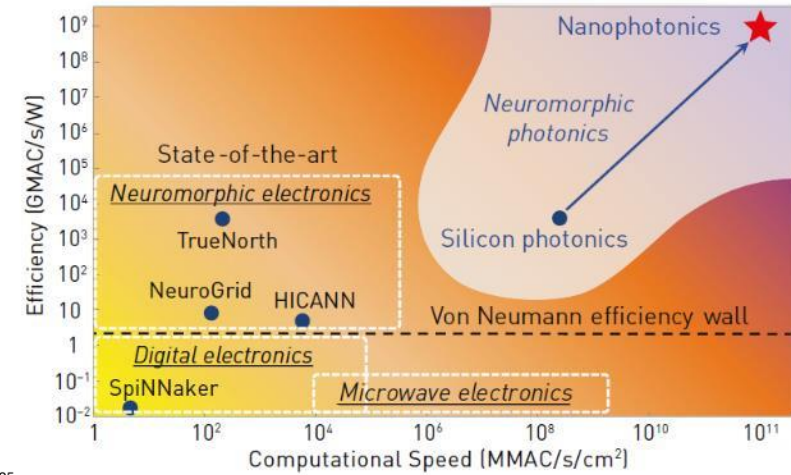 10⁹
10⁸
10⁷
10⁶
10⁵
10⁴
10³
10²
10
1
10⁻¹
10⁻²
Efficiency (GMAC/s/W)
Nanophotonics
Neuromorphic
photonics
State-of-the-art
Neuromorphic electronics
TrueNorth
Silicon photonics
NeuroGrid
HICANN
Von Neumann efficiency wall
Digital electronics
SpiNNaker
Microwave electronics
1 10² 10⁴ 10⁶ 10⁸ 10¹⁰ 10¹¹
Computational Speed (MMAC/s/cm²)